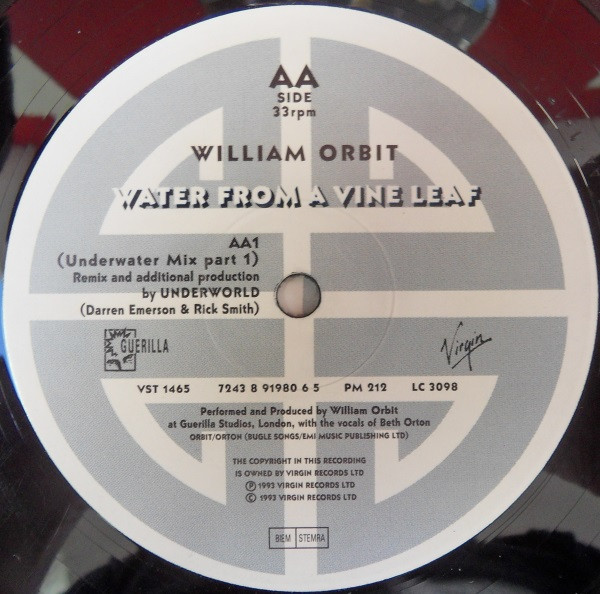 AA
SIDE
33rpm
WILLIAM ORBIT
WATER FROM A VINE LEAF
AA1
(Underwater Mix part 1)
Remix and additional production
by UNDERWORLD
(Darren Emerson & Rick Smith)
GUERILLA
Virgin
VST 1465 7243 8 91980 6 5 PM 212 LC 3098
Performed and Produced by William Orbit
at Guerilla Studios, London, with the vocals of Beth Orton
ORBIT/ORTON (BUGLE SONGS/EMI MUSIC PUBLISHING LTD)
THE COPYRIGHT IN THIS RECORDING
IS OWNED BY VIRGIN RECORDS LTD
Ⓟ 1993 VIRGIN RECORDS LTD
© 1993 VIRGIN RECORDS LTD
BIEM STEMRA